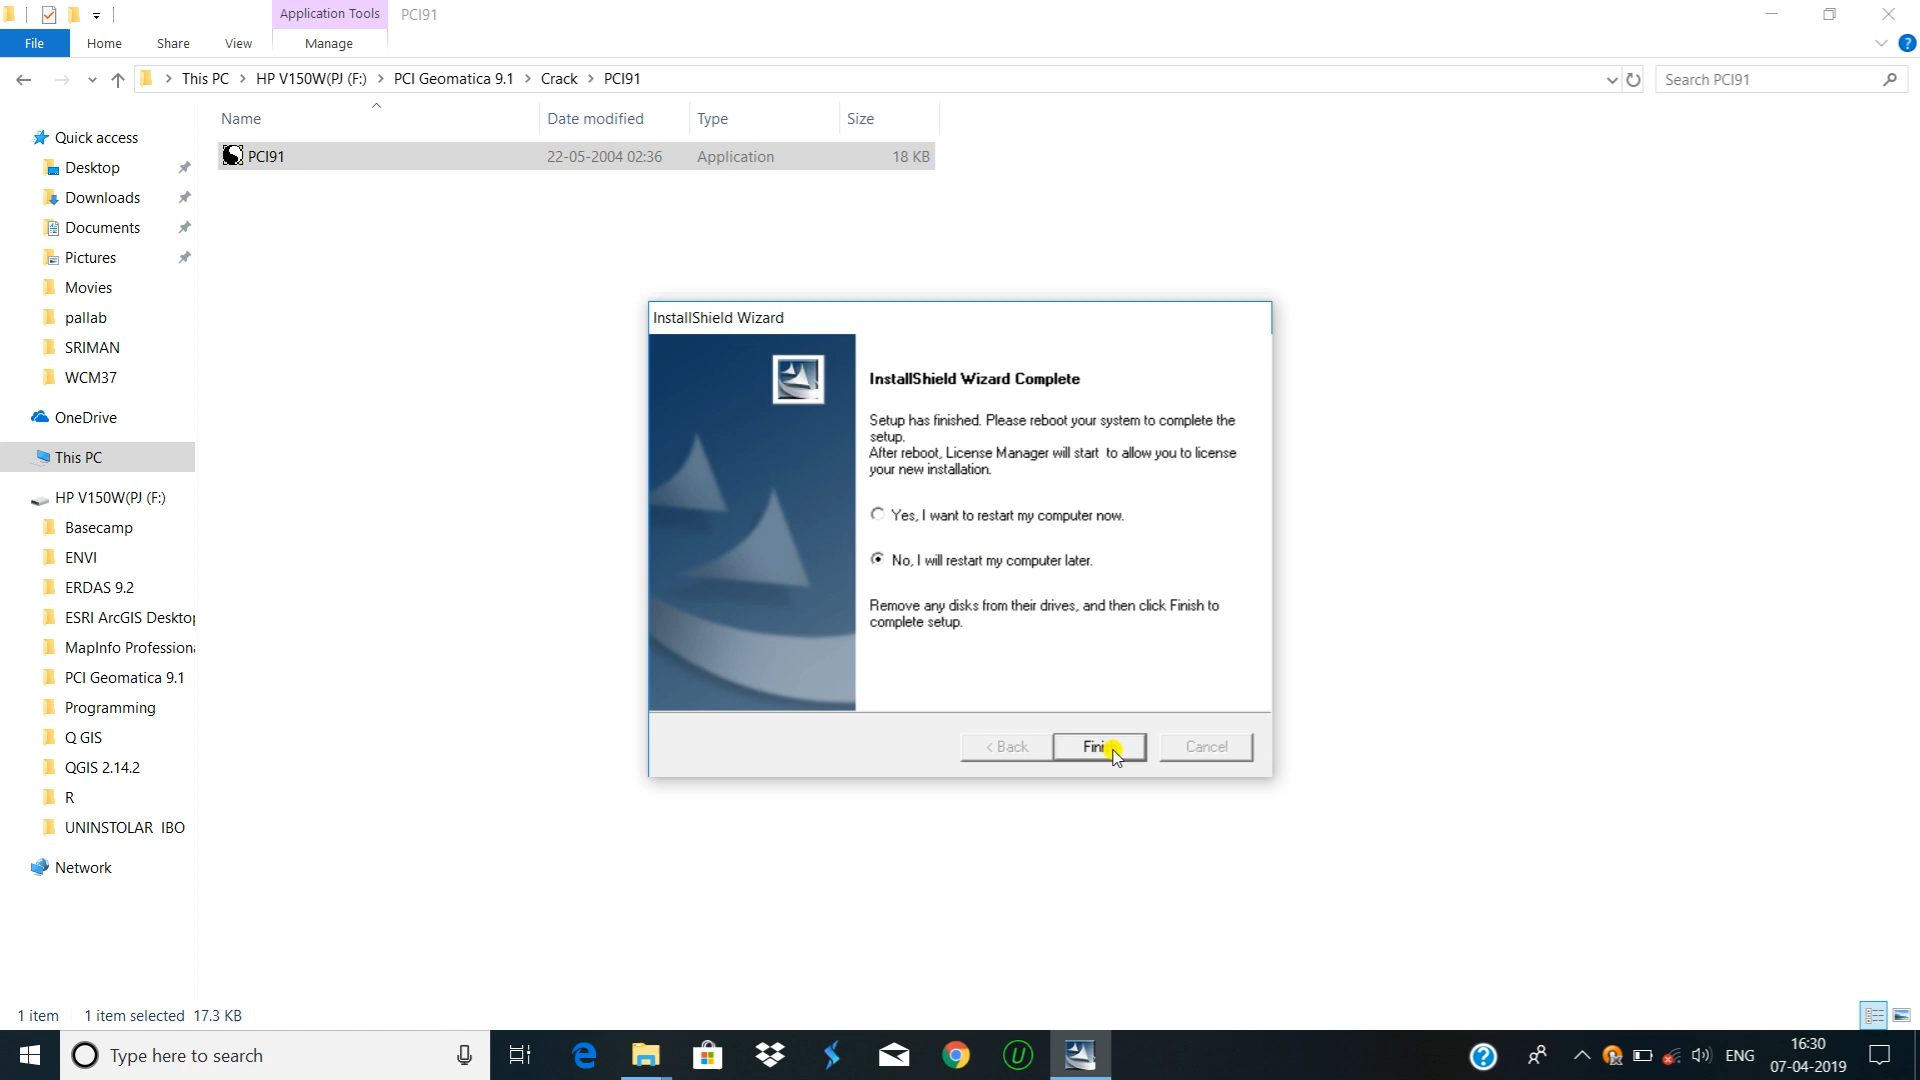 Application Tools
PCI91
File
Home
Share
View
Manage
This PC > HP V150W(PJ (F:) > PCI Geomatica 9.1 > Crack > PCI91
Search PCI91
Name
Date modified
Type
Size
PCI91
22-05-2004 02:36
Application
18 KB
Quick access
Desktop
Downloads
Documents
Pictures
Movies
pallab
SRIMAN
WCM37
OneDrive
This PC
HP V150W(PJ (F:)
Basecamp
ENVI
ERDAS 9.2
ESRI ArcGIS Desktop
MapInfo Professiona
PCI Geomatica 9.1
Programming
Q GIS
QGIS 2.14.2
R
UNINSTOLAR IBO
Network
InstallShield Wizard
InstallShield Wizard Complete
Setup has finished. Please reboot your system to complete the
setup.
After reboot, License Manager will start to allow you to license
your new installation.
Yes, I want to restart my computer now.
No, I will restart my computer later.
Remove any disks from their drives, and then click Finish to
complete setup.
< Back
Cancel
1 item
1 item selected 17.3 KB
Type here to search
ENG
16:30
07-04-2019